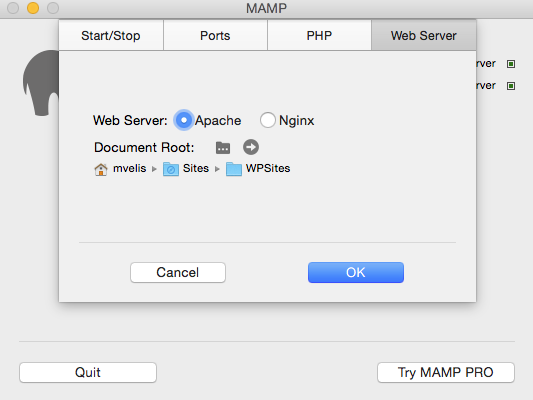 MAMP
Start/Stop Ports PHP Web Server
rver
Web Server: Apache Nginx
rver
Document Root:
mvelis Sites WPSites
Cancel OK
Quit Try MAMP PRO